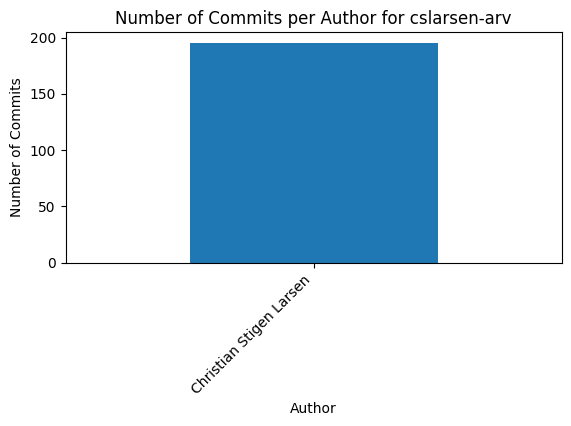 Number of Commits per Author for cslarsen-arv
Number of Commits
200
150
100
50
0
Christian Stigen Larsen
Author